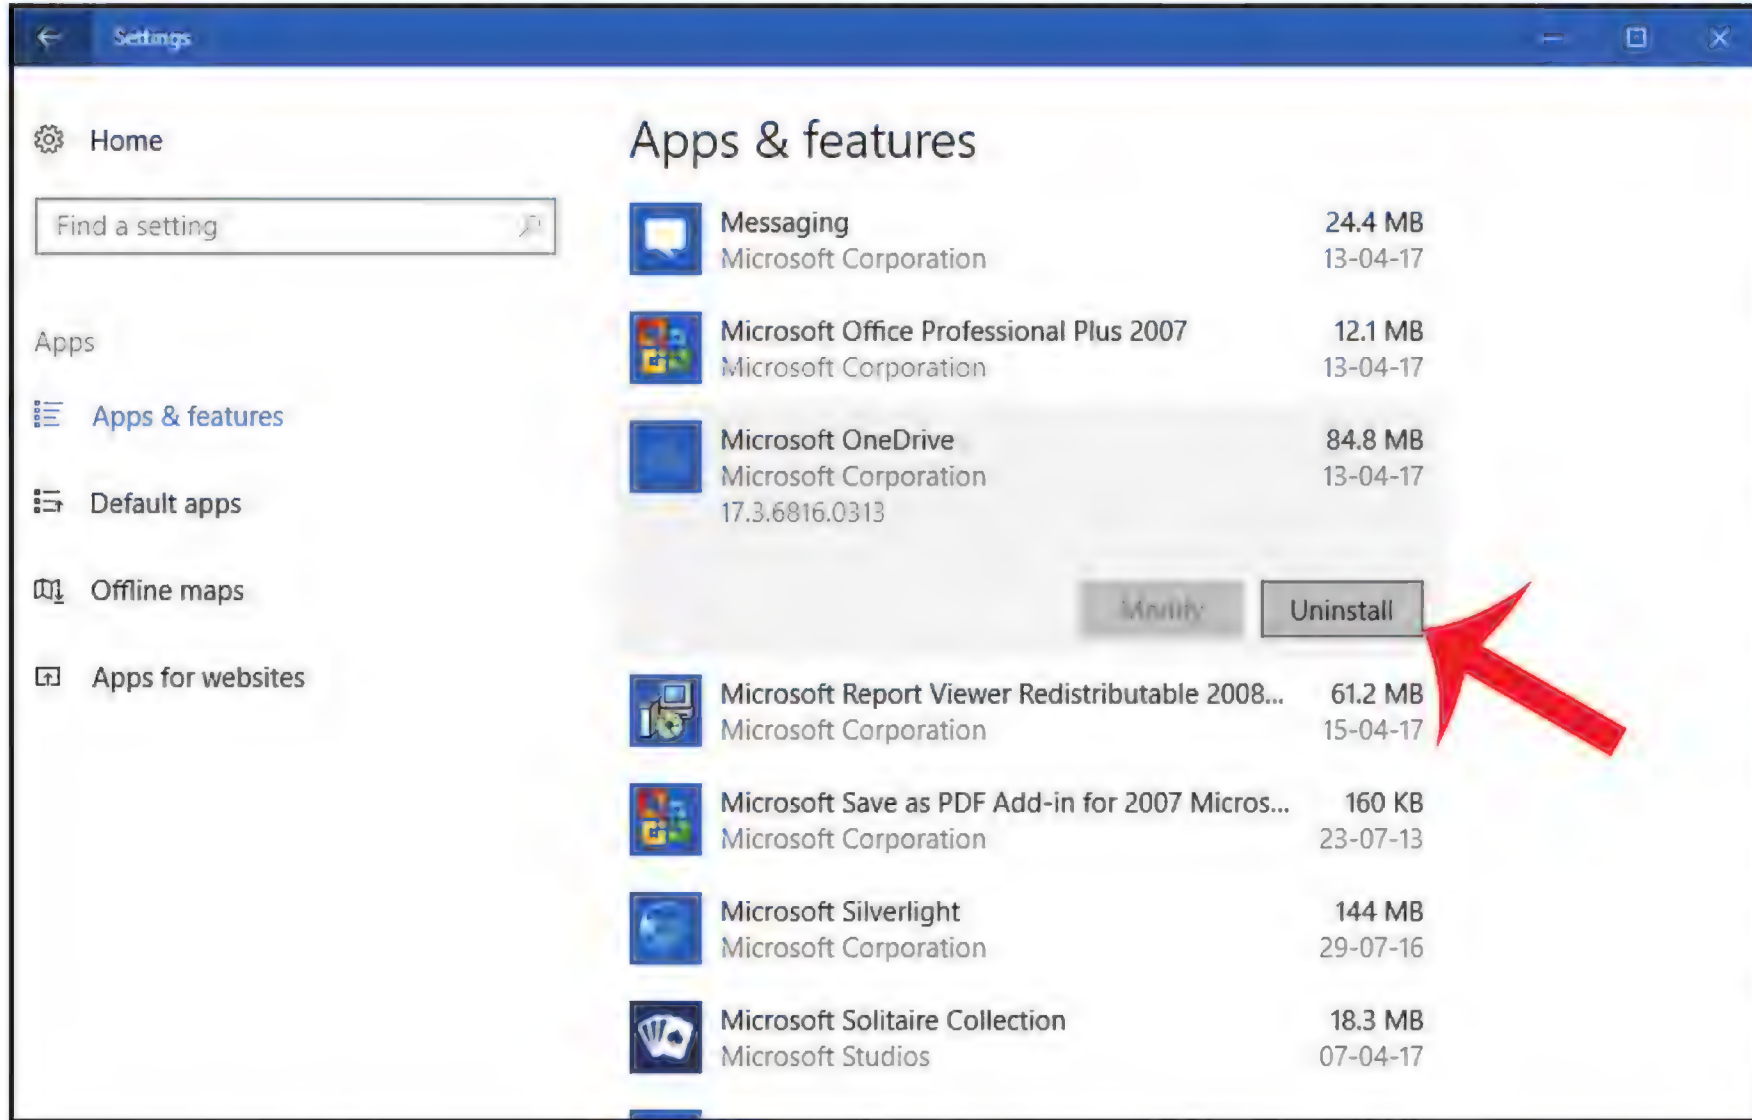 Settings
Home
Find a setting
Apps
Apps & features
Default apps
Offline maps
Apps for websites
Apps & features
Messaging 24.4 MB
Microsoft Corporation 13-04-17
Microsoft Office Professional Plus 2007 12.1 MB
Microsoft Corporation 13-04-17
Microsoft OneDrive 84.8 MB
Microsoft Corporation 13-04-17
17.3.6816.0313
Modify Uninstall
Microsoft Report Viewer Redistributable 2008... 61.2 MB
Microsoft Corporation 15-04-17
Microsoft Save as PDF Add-in for 2007 Micros... 160 KB
Microsoft Corporation 23-07-13
Microsoft Silverlight 144 MB
Microsoft Corporation 29-07-16
Microsoft Solitaire Collection 18.3 MB
Microsoft Studios 07-04-17